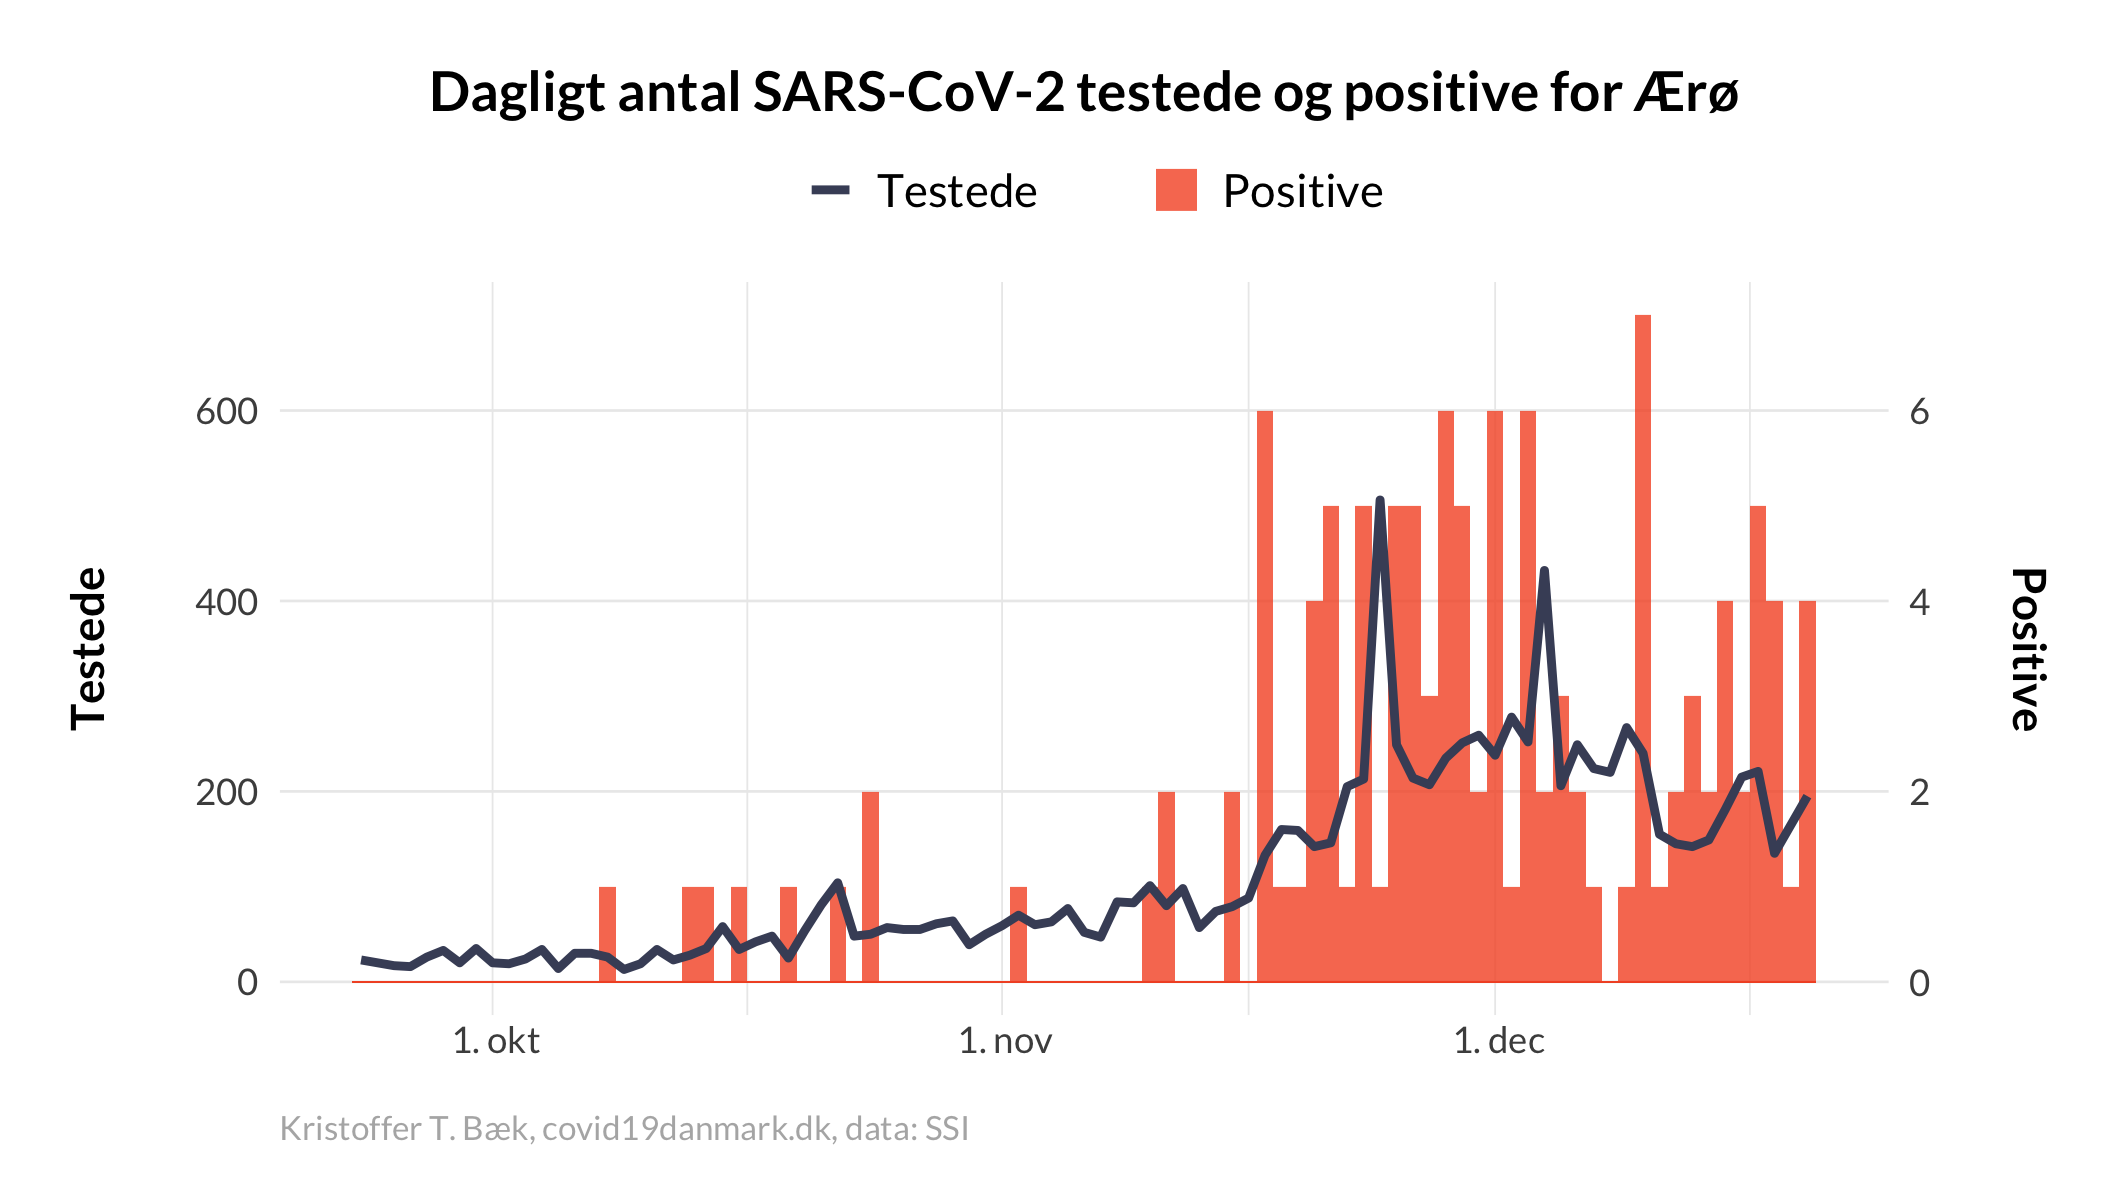 Dagligt antal SARS-CoV-2 testede og positive for Ærø
Testede
Positive
600
400
200
0
6
4
2
0
Testede
Positive
1. okt
1. nov
1. dec
Kristoffer T. Bæk, covid19danmark.dk, data: SSI